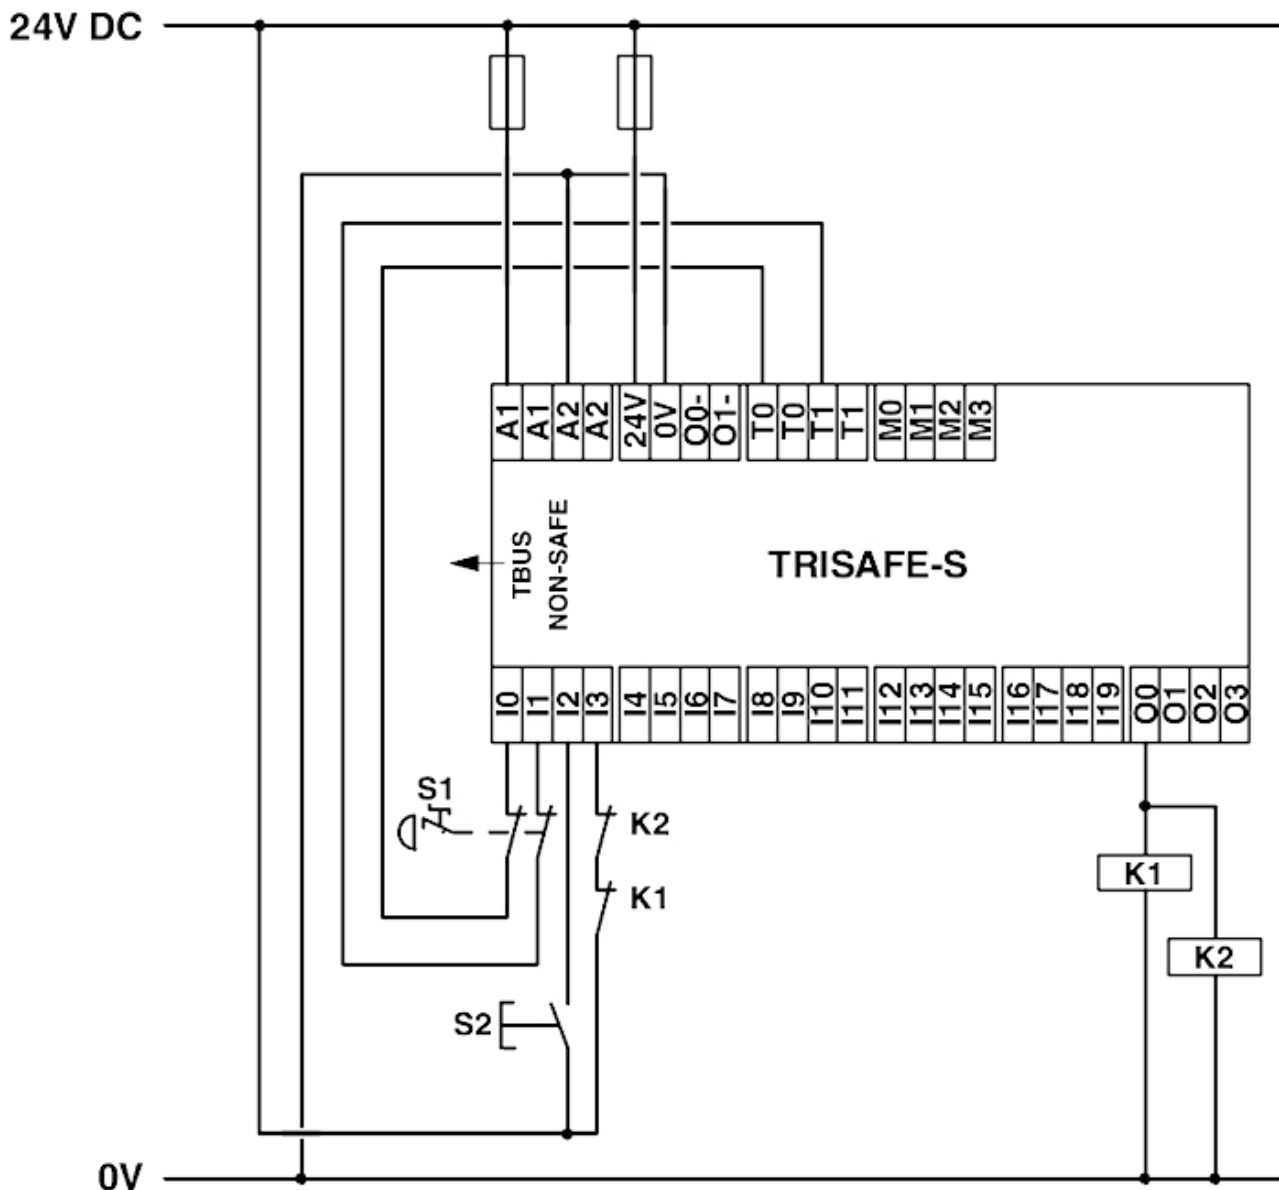 24V DC
A1 A1 A2 A2 24V 0V O0- O1- T0 T0 T1 T1 M0 M1 M2 M3
TBUS
NON-SAFE
TRISAFE-S
I0 I1 I2 I3 I4 I5 I6 I7 I8 I9 I10 I11 I12 I13 I14 I15 I16 I17 I18 I19 O0 O1 O2 O3
S1
K2
K1
K1
K2
S2
0V